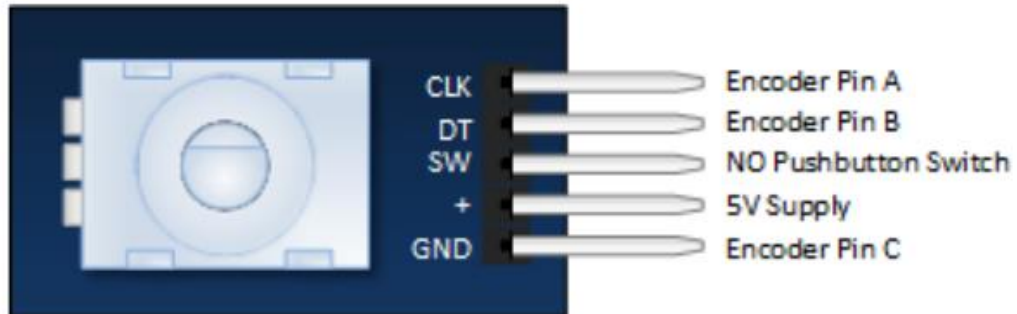 CLK Encoder Pin A
DT Encoder Pin B
SW NO Pushbutton Switch
+ 5V Supply
GND Encoder Pin C